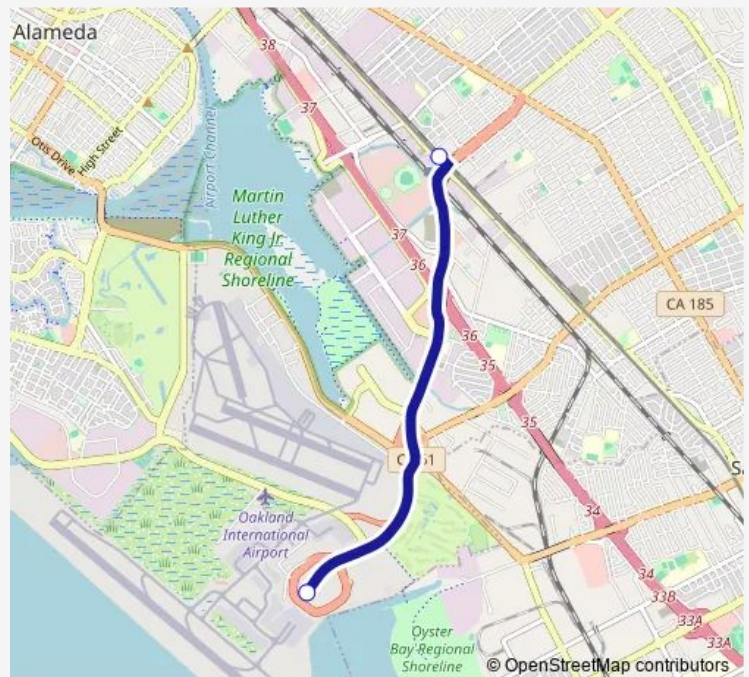 Alameda
38
37
Otis Drive
High Street
Airport Channel
Martin
Luther
King Jr.
Regional
Shoreline
37
36
CA 185
36
35
35
34
Oakland
International
Airport
34
33B
33A
33A
Oyster
Bay Regional
Shoreline
© OpenStreetMap contributors